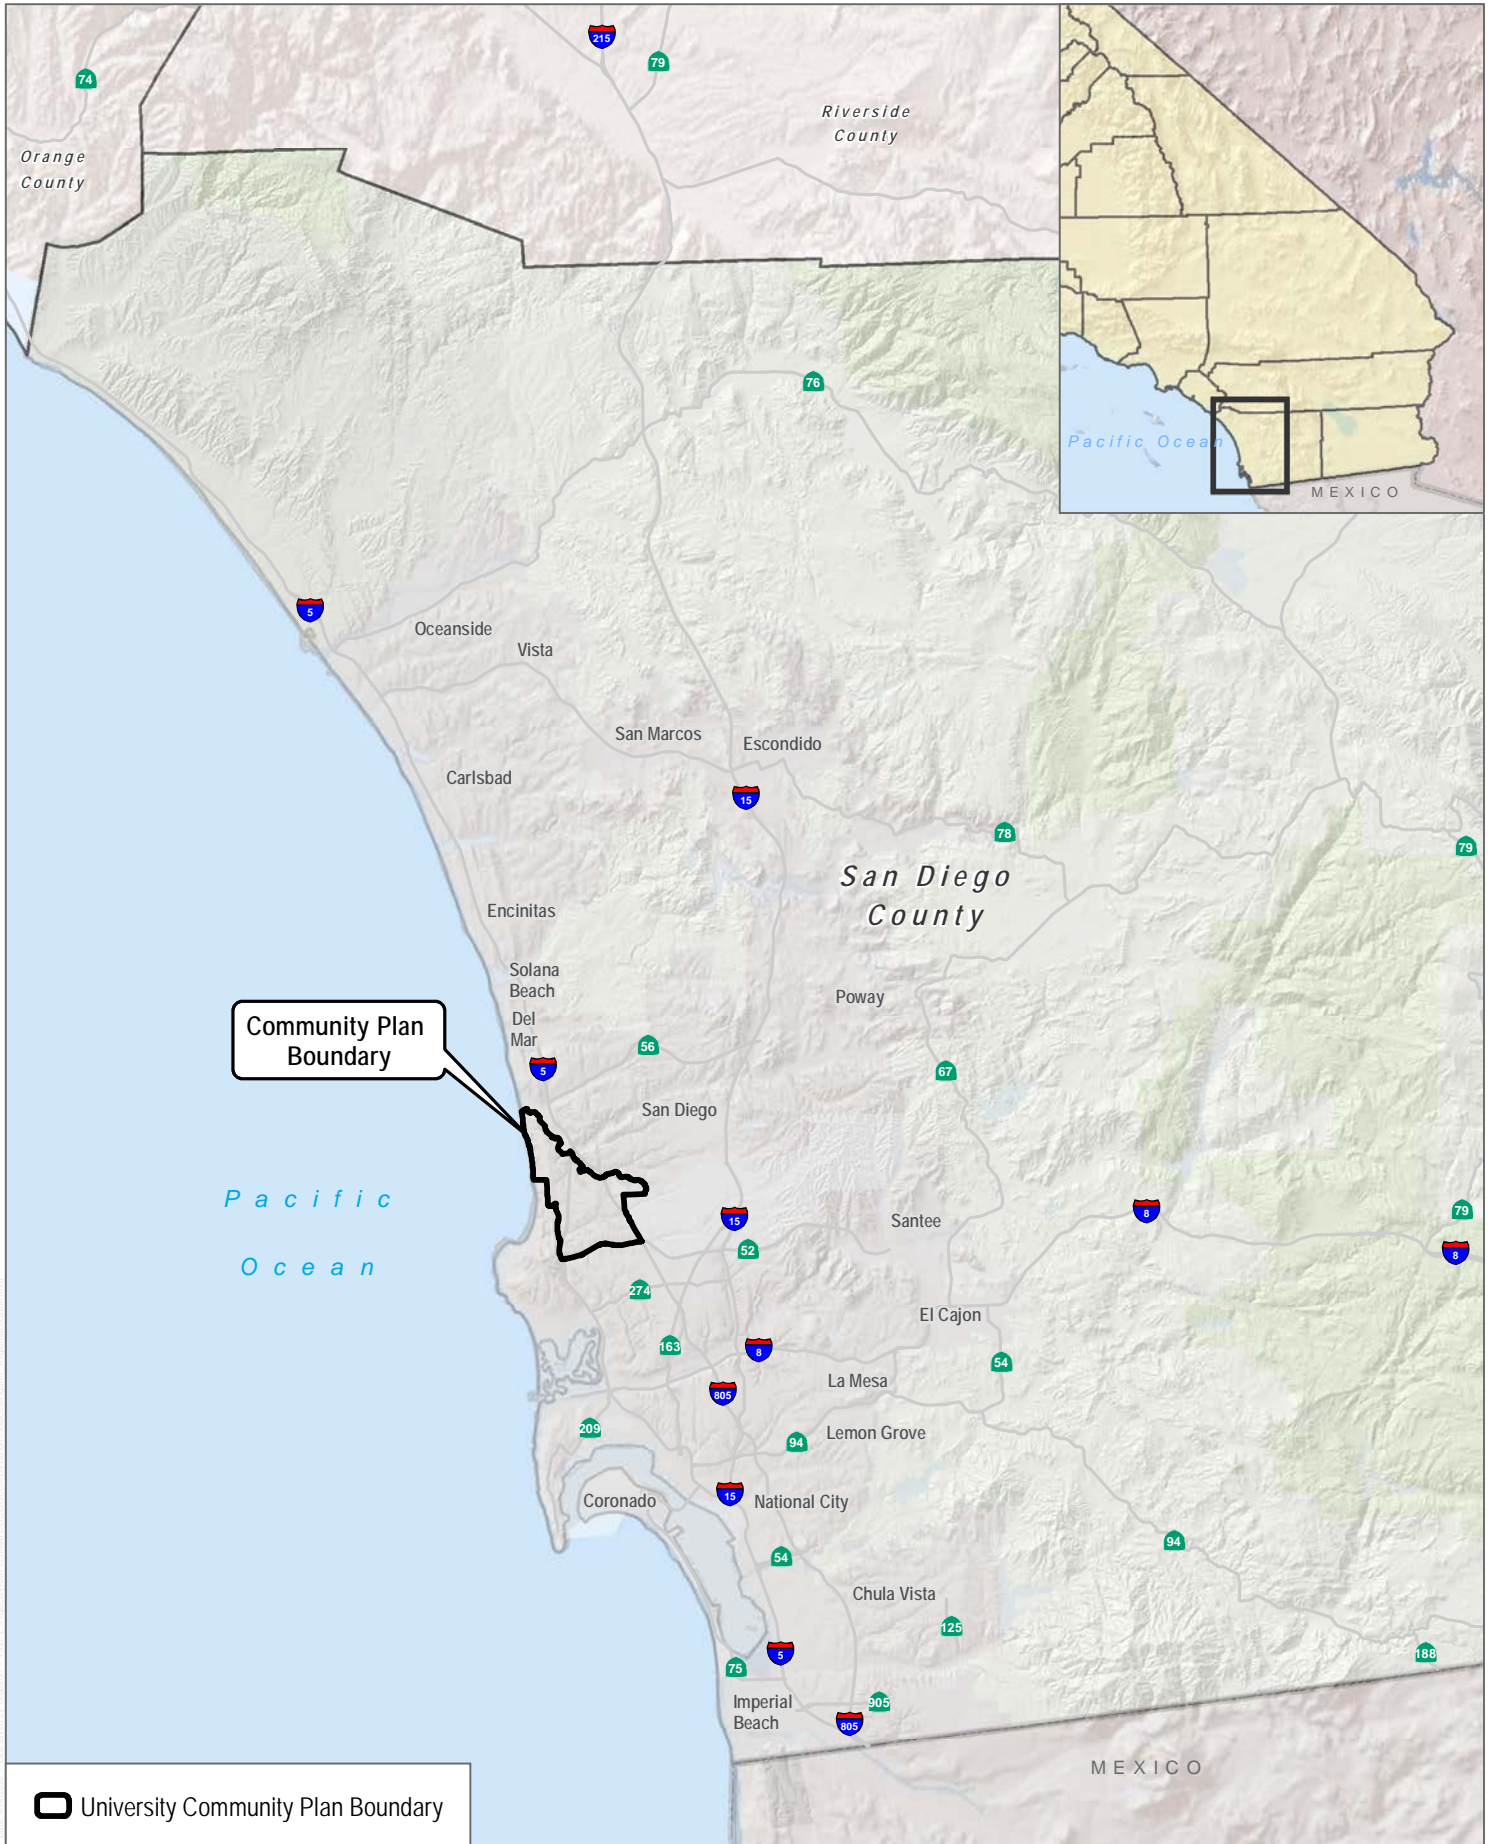 215
79
74
Riverside
County
Orange
County
76
Pacific Ocean
MEXICO
5
Oceanside
Vista
San Marcos
Escondido
Carlsbad
15
78
79
San Diego
County
Encinitas
Solana
Beach
Poway
Del
Mar
Community Plan
Boundary
56
5
67
San Diego
Pacific
Ocean
15
Santee
8
79
52
8
274
El Cajon
163
8
54
La Mesa
805
209
94
Lemon Grove
15
Coronado
National City
94
54
Chula Vista
125
5
188
75
Imperial
Beach
905
805
MEXICO
University Community Plan Boundary